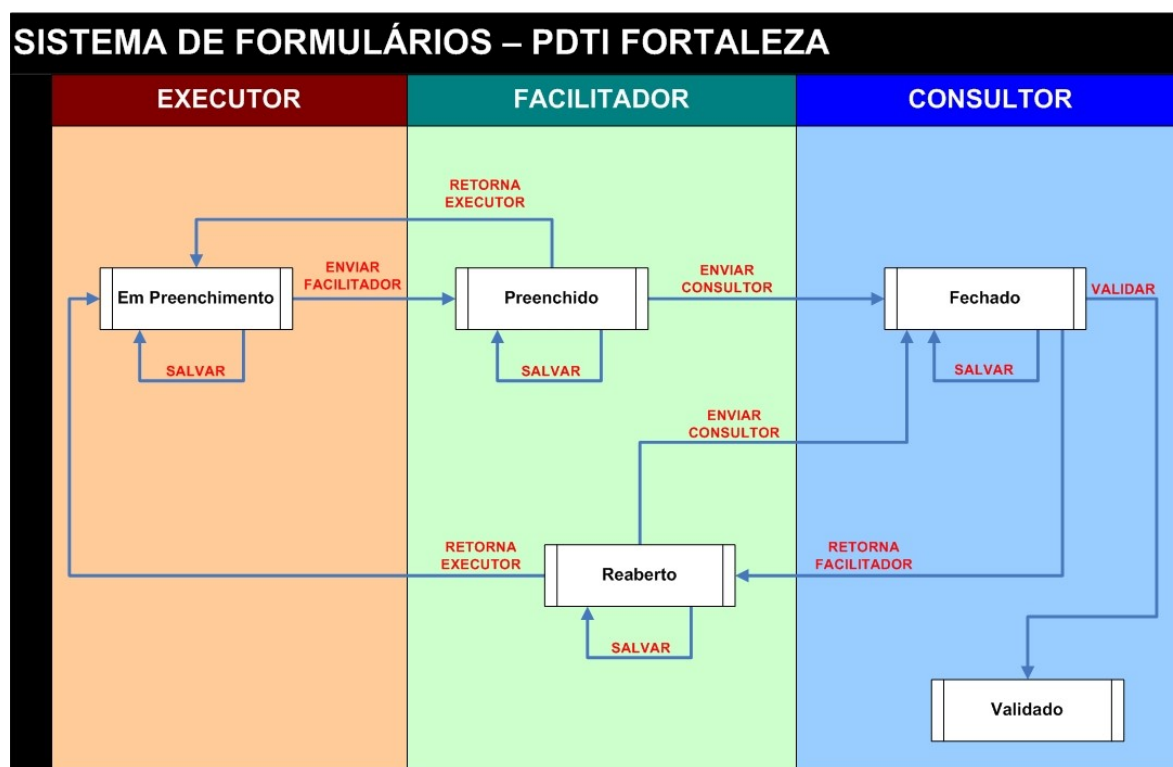 SISTEMA DE FORMULÁRIOS – PDTI FORTALEZA
EXECUTOR
FACILITADOR
CONSULTOR
RETORNA
EXECUTOR
Em Preenchimento
ENVIAR
FACILITADOR
Preenchido
ENVIAR
CONSULTOR
Fechado
VALIDAR
SALVAR
SALVAR
SALVAR
ENVIAR
CONSULTOR
RETORNA
EXECUTOR
Reaberto
RETORNA
FACILITADOR
SALVAR
Validado